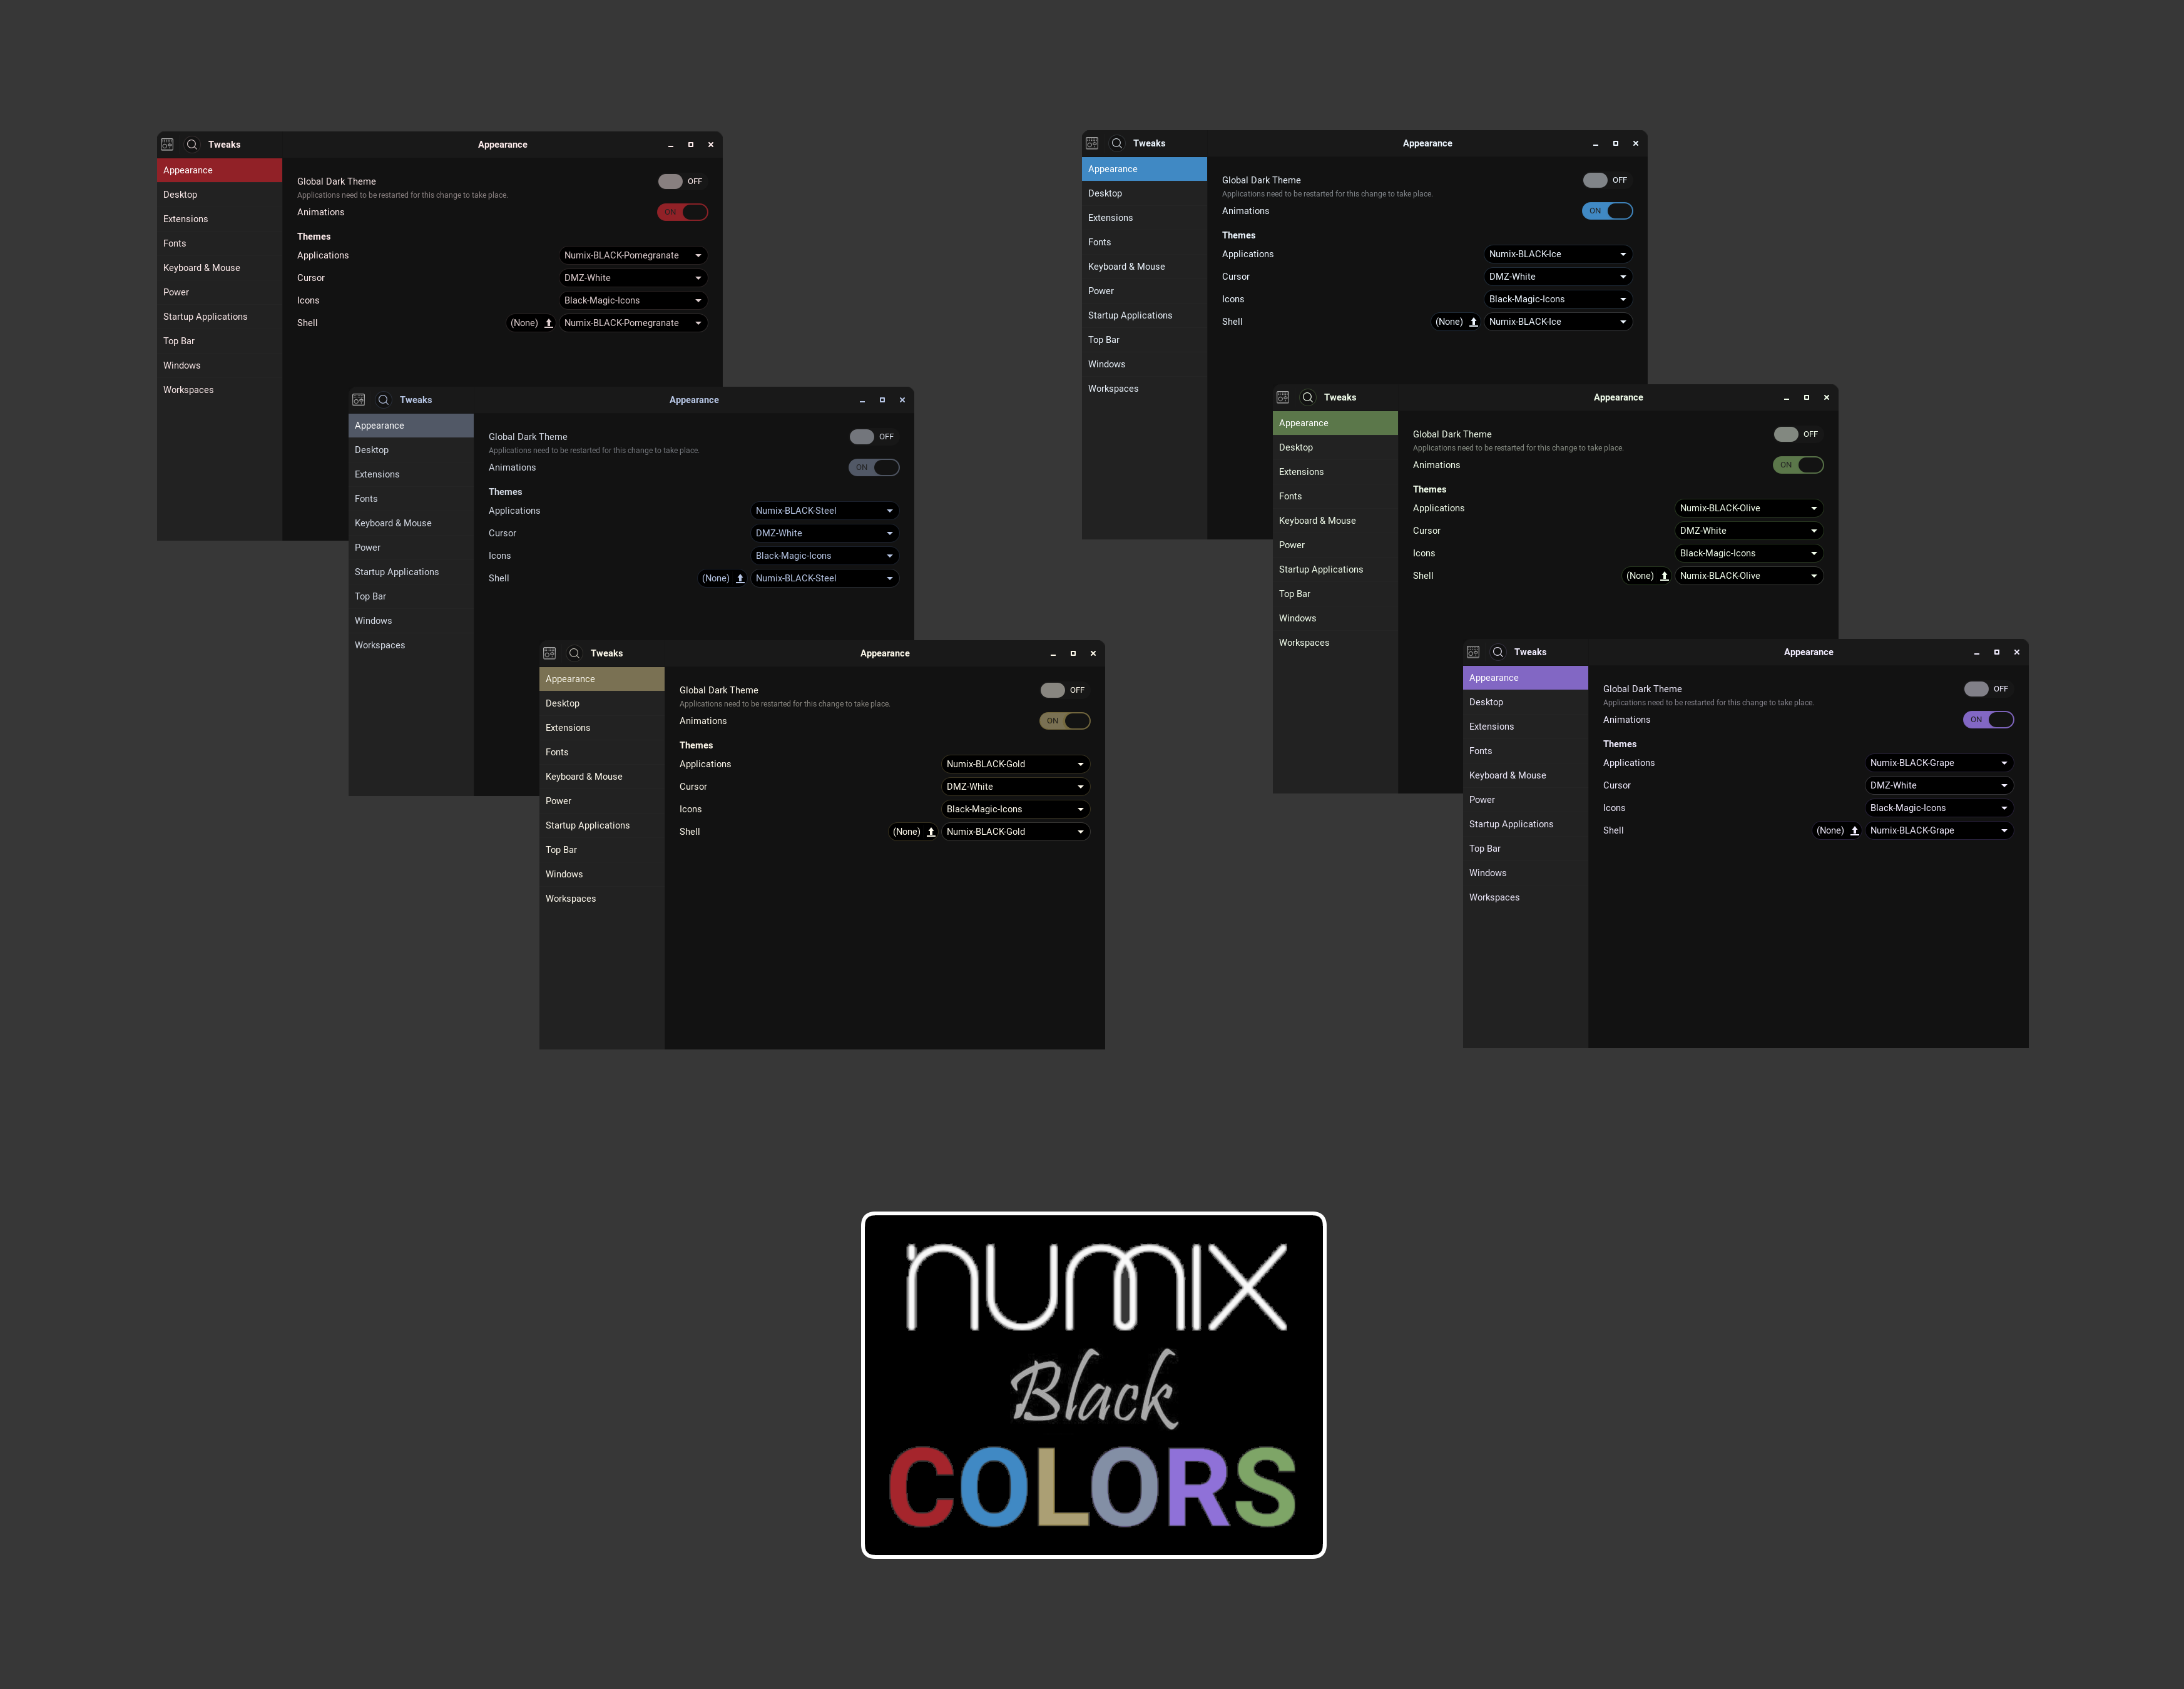 Tweaks Appearance
Appearance
Desktop
Extensions
Fonts
Keyboard & Mouse
Power
Startup Applications
Top Bar
Windows
Workspaces
Global Dark Theme OFF
Applications need to be restarted for this change to take place.
Animations ON
Themes
Applications Numix-BLACK-Pomegranate
Cursor DMZ-White
Icons Black-Magic-Icons
Shell (None) Numix-BLACK-Pomegranate
Tweaks Appearance
Appearance
Desktop
Extensions
Fonts
Keyboard & Mouse
Power
Startup Applications
Top Bar
Windows
Workspaces
Global Dark Theme OFF
Applications need to be restarted for this change to take place.
Animations ON
Themes
Applications Numix-BLACK-Steel
Cursor DMZ-White
Icons Black-Magic-Icons
Shell (None) Numix-BLACK-Steel
Tweaks Appearance
Appearance
Desktop
Extensions
Fonts
Keyboard & Mouse
Power
Startup Applications
Top Bar
Windows
Workspaces
Global Dark Theme OFF
Applications need to be restarted for this change to take place.
Animations ON
Themes
Applications Numix-BLACK-Gold
Cursor DMZ-White
Icons Black-Magic-Icons
Shell (None) Numix-BLACK-Gold
Tweaks Appearance
Appearance
Desktop
Extensions
Fonts
Keyboard & Mouse
Power
Startup Applications
Top Bar
Windows
Workspaces
Global Dark Theme OFF
Applications need to be restarted for this change to take place.
Animations ON
Themes
Applications Numix-BLACK-Ice
Cursor DMZ-White
Icons Black-Magic-Icons
Shell (None) Numix-BLACK-Ice
Tweaks Appearance
Appearance
Desktop
Extensions
Fonts
Keyboard & Mouse
Power
Startup Applications
Top Bar
Windows
Workspaces
Global Dark Theme OFF
Applications need to be restarted for this change to take place.
Animations ON
Themes
Applications Numix-BLACK-Olive
Cursor DMZ-White
Icons Black-Magic-Icons
Shell (None) Numix-BLACK-Olive
Tweaks Appearance
Appearance
Desktop
Extensions
Fonts
Keyboard & Mouse
Power
Startup Applications
Top Bar
Windows
Workspaces
Global Dark Theme OFF
Applications need to be restarted for this change to take place.
Animations ON
Themes
Applications Numix-BLACK-Grape
Cursor DMZ-White
Icons Black-Magic-Icons
Shell (None) Numix-BLACK-Grape
numix
Black
COLORS